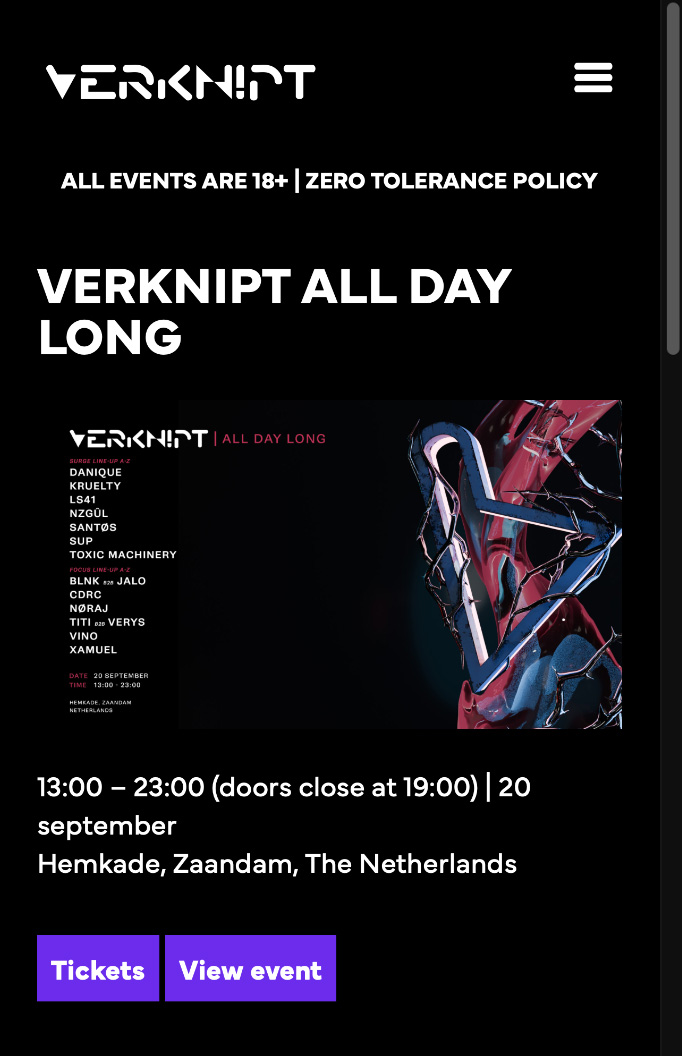 VERKNIPT
ALL EVENTS ARE 18+ | ZERO TOLERANCE POLICY
VERKNIPT ALL DAY
LONG
VERKNIPT | ALL DAY LONG
SURGE LINE-UP A-Z
DANIQUE
KRUELTY
LS41
NZGÜL
SANTØS
SUP
TOXIC MACHINERY
FOCUS LINE-UP A-Z
BLNK B2B JALO
CDRC
NØRAJ
TITI B2B VERYS
VINO
XAMUEL
DATE 20 SEPTEMBER
TIME 13:00 - 23:00
HEMKADE, ZAANDAM
NETHERLANDS
13:00 – 23:00 (doors close at 19:00) | 20
september
Hemkade, Zaandam, The Netherlands
Tickets View event